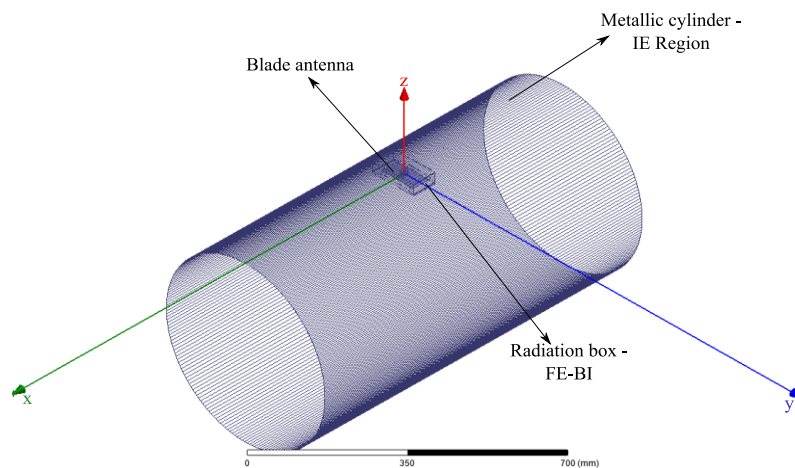 Metallic cylinder -
IE Region
Blade antenna
z
x
y
Radiation box -
FE-BI
0
350
700 (mm)